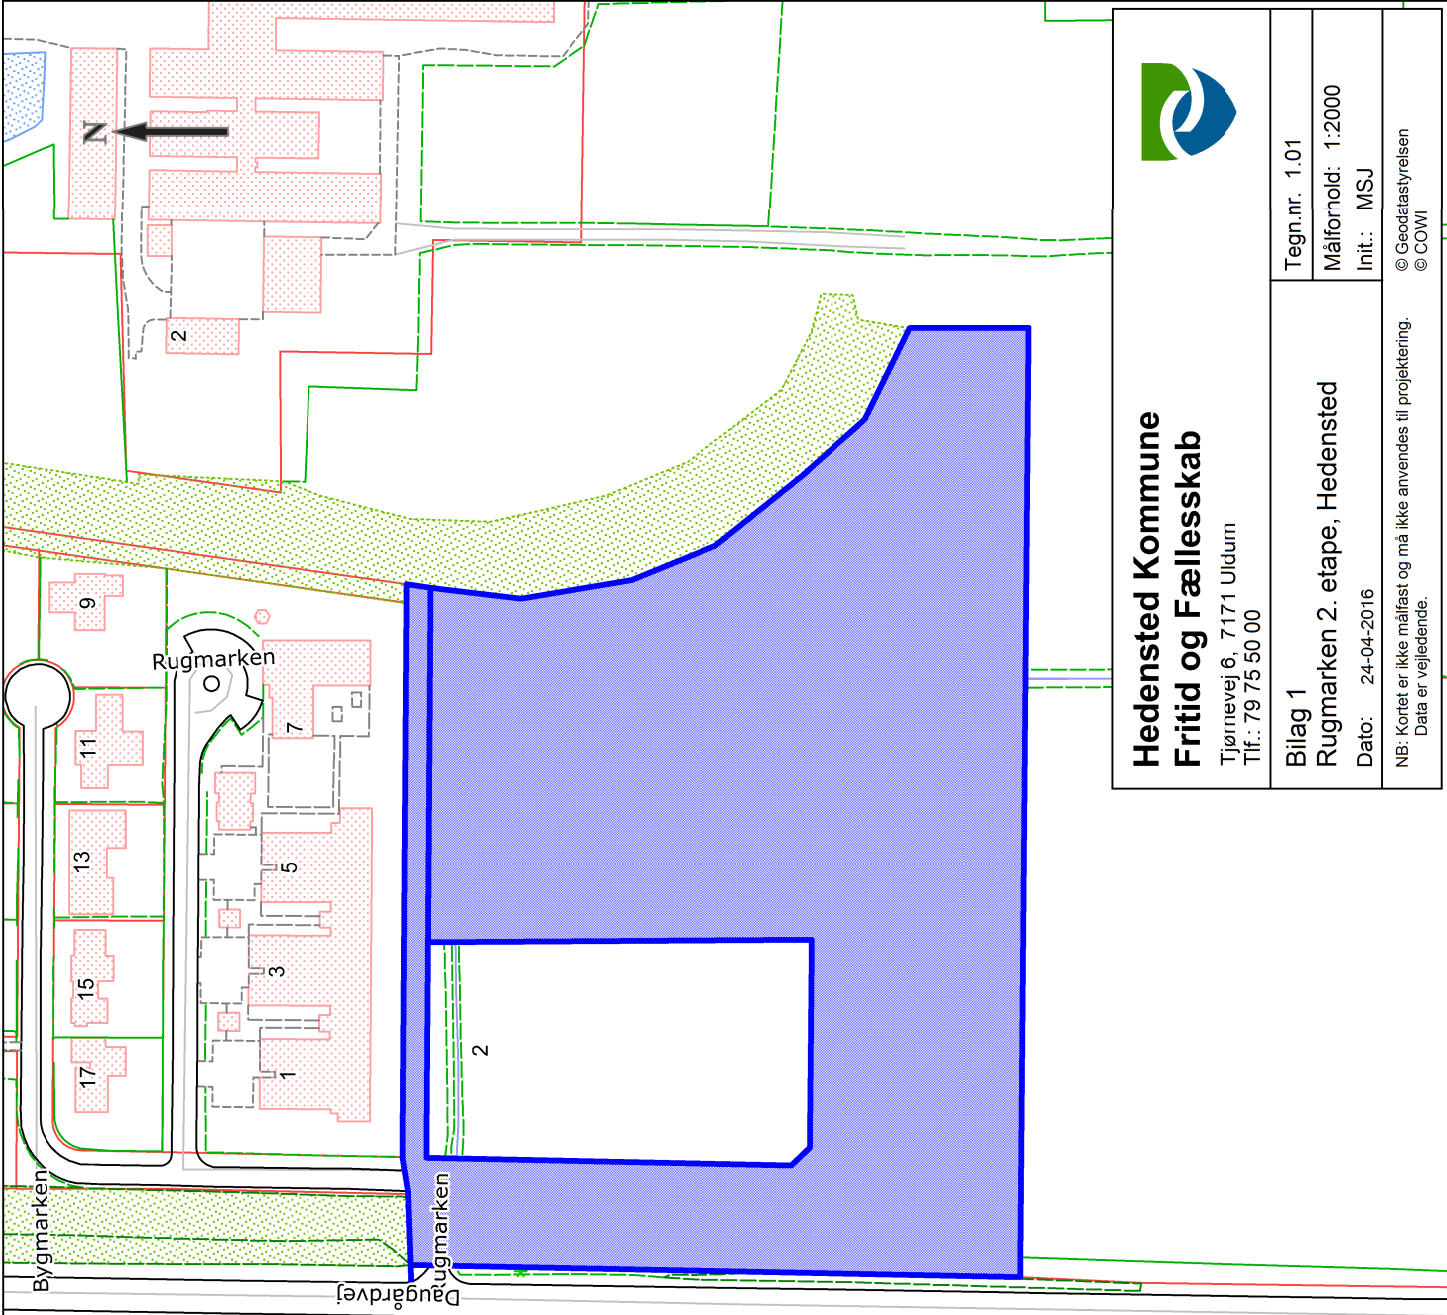 N
2
9
Rugmarken
11
7
13
5
15
3
17
1
2
Bygmarken
Rugmarken
Daugårdvej
Hedensted Kommune
Fritid og Fællesskab
Tjørnevej 6, 7171 Uldum
Tlf.: 79 75 50 00
Bilag 1
Rugmarken 2. etape, Hedensted
Dato: 24-04-2016
Tegn.nr. 1.01
Målforhold: 1:2000
Init.: MSJ
NB: Kortet er ikke målfast og må ikke anvendes til projektering.
Data er vejledende.
© Geodatastyrelsen
© COWI